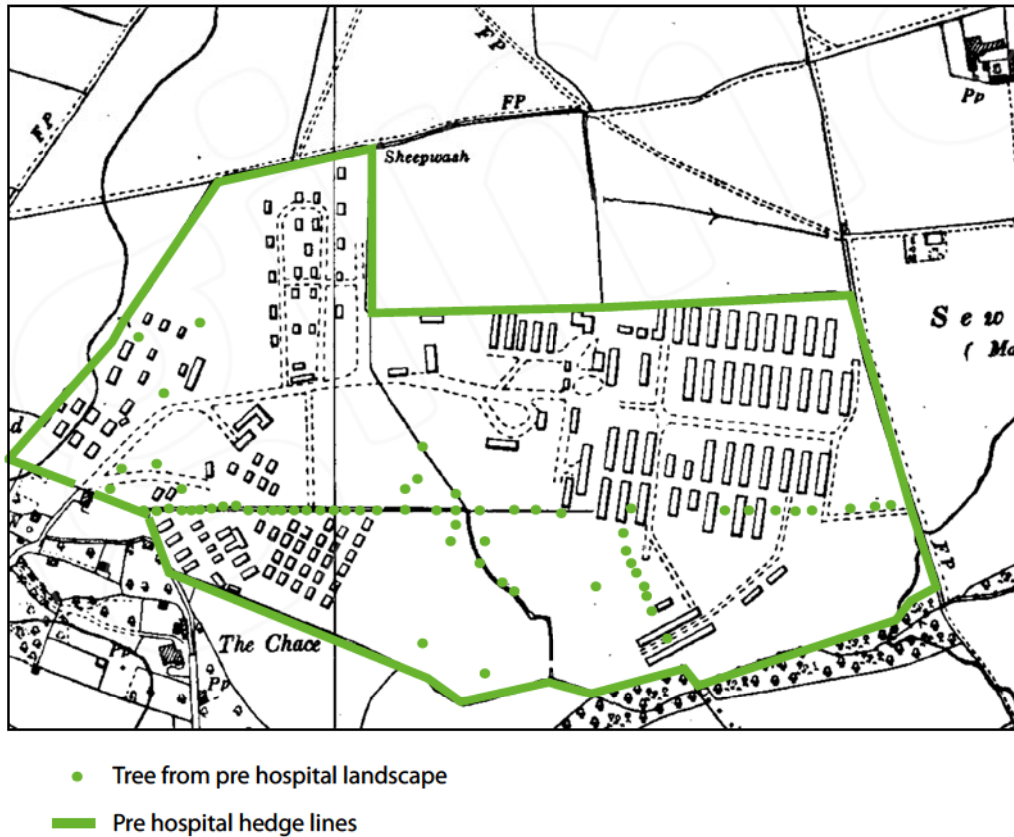 FP
FP
FP
Pp
Sheepwash
Sew
( Ma
d
FP
The Chace
Pp
Pp
Tree from pre hospital landscape
Pre hospital hedge lines